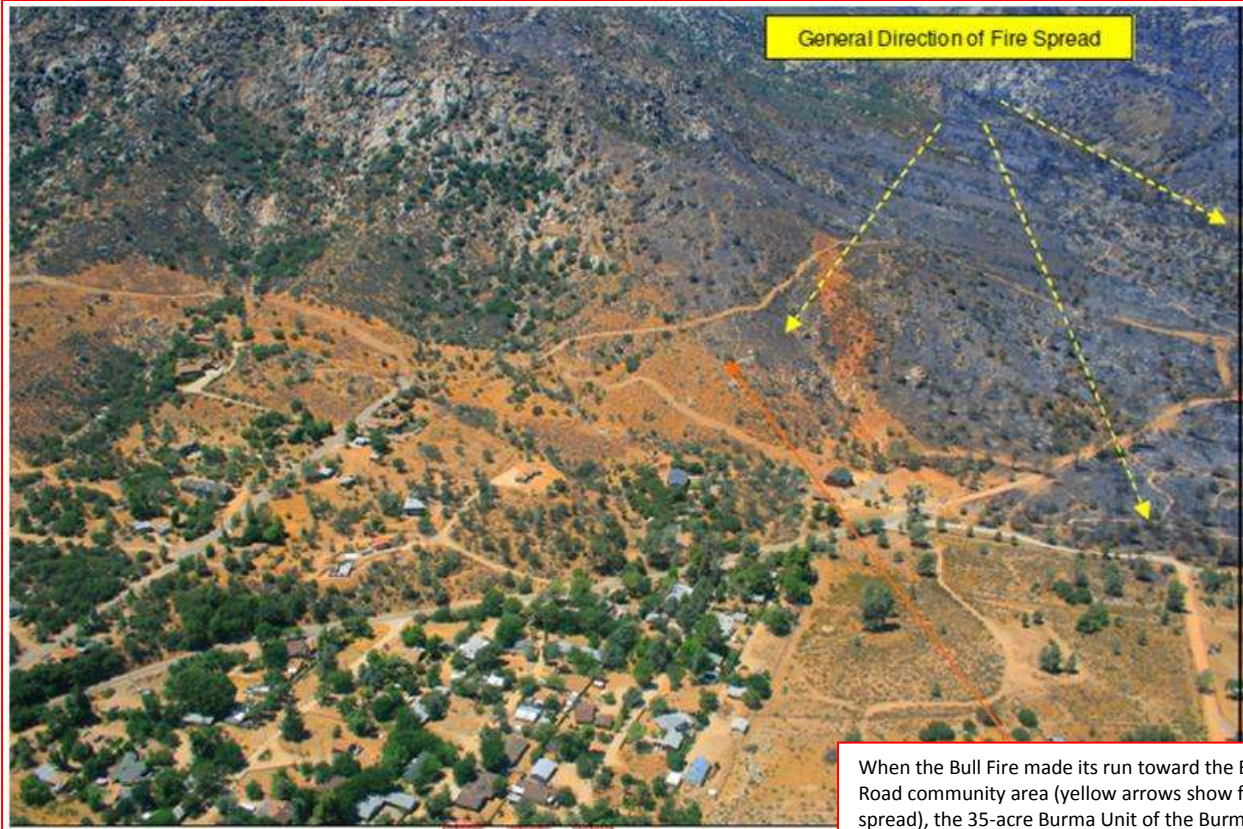 General Direction of Fire Spread
When the Bull Fire made its run toward the
Road community area (yellow arrows show
spread), the 35-acre Burma Unit of the